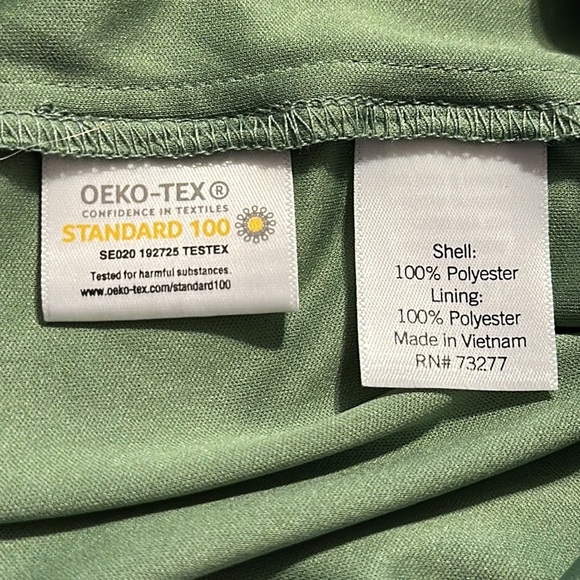 OEKO-TEX®
CONFIDENCE IN TEXTILES
STANDARD 100
SE020 192725 TESTEX
Tested for harmful substances.
www.oeko-tex.com/standard100
Shell:
100% Polyester
Lining:
100% Polyester
Made in Vietnam
RN# 73277